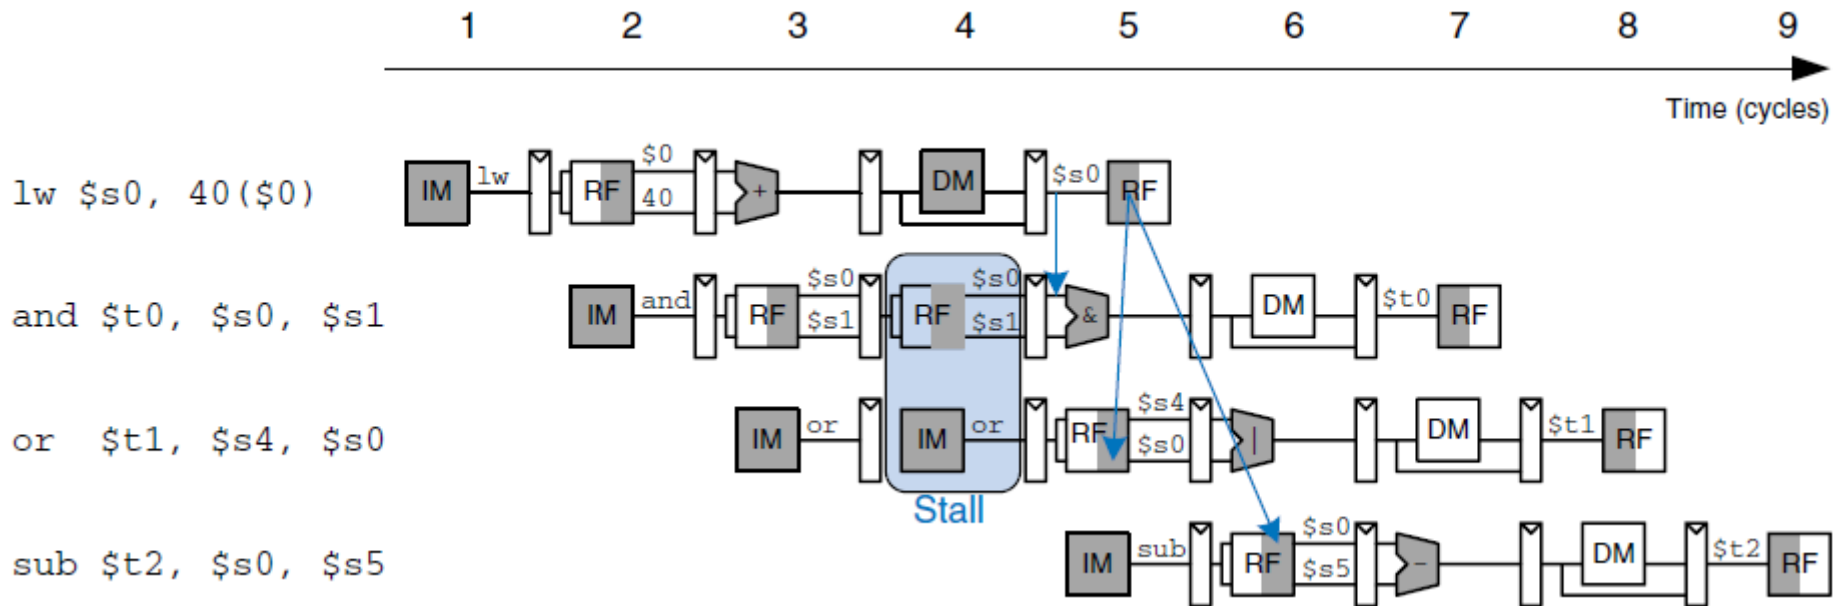 1 2 3 4 5 6 7 8 9
Time (cycles)
lw $s0, 40($0) IM lw RF $0 40 + DM $s0 RF
and $t0, $s0, $s1 IM and RF $s0 $s1 RF $s0 $s1 & DM $t0 RF
or $t1, $s4, $s0 IM or IM or RF $s4 $s0 | DM $t1 RF
Stall
sub $t2, $s0, $s5 IM sub RF $s0 $s5 - DM $t2 RF